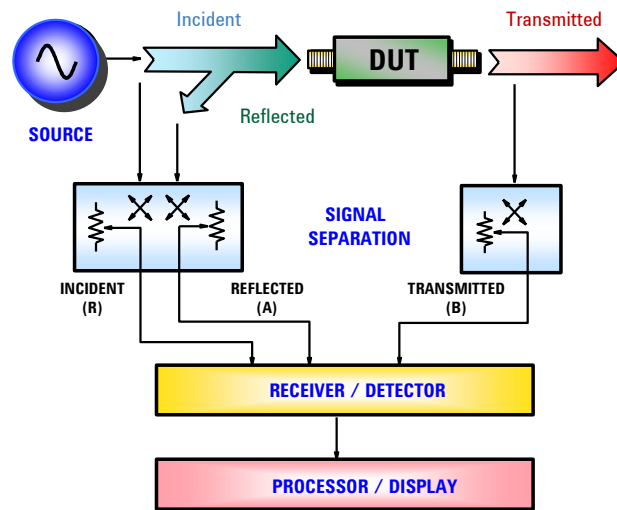 Incident
Transmitted
DUT
Reflected
SOURCE
SIGNAL
SEPARATION
INCIDENT
(R)
REFLECTED
(A)
TRANSMITTED
(B)
RECEIVER / DETECTOR
PROCESSOR / DISPLAY